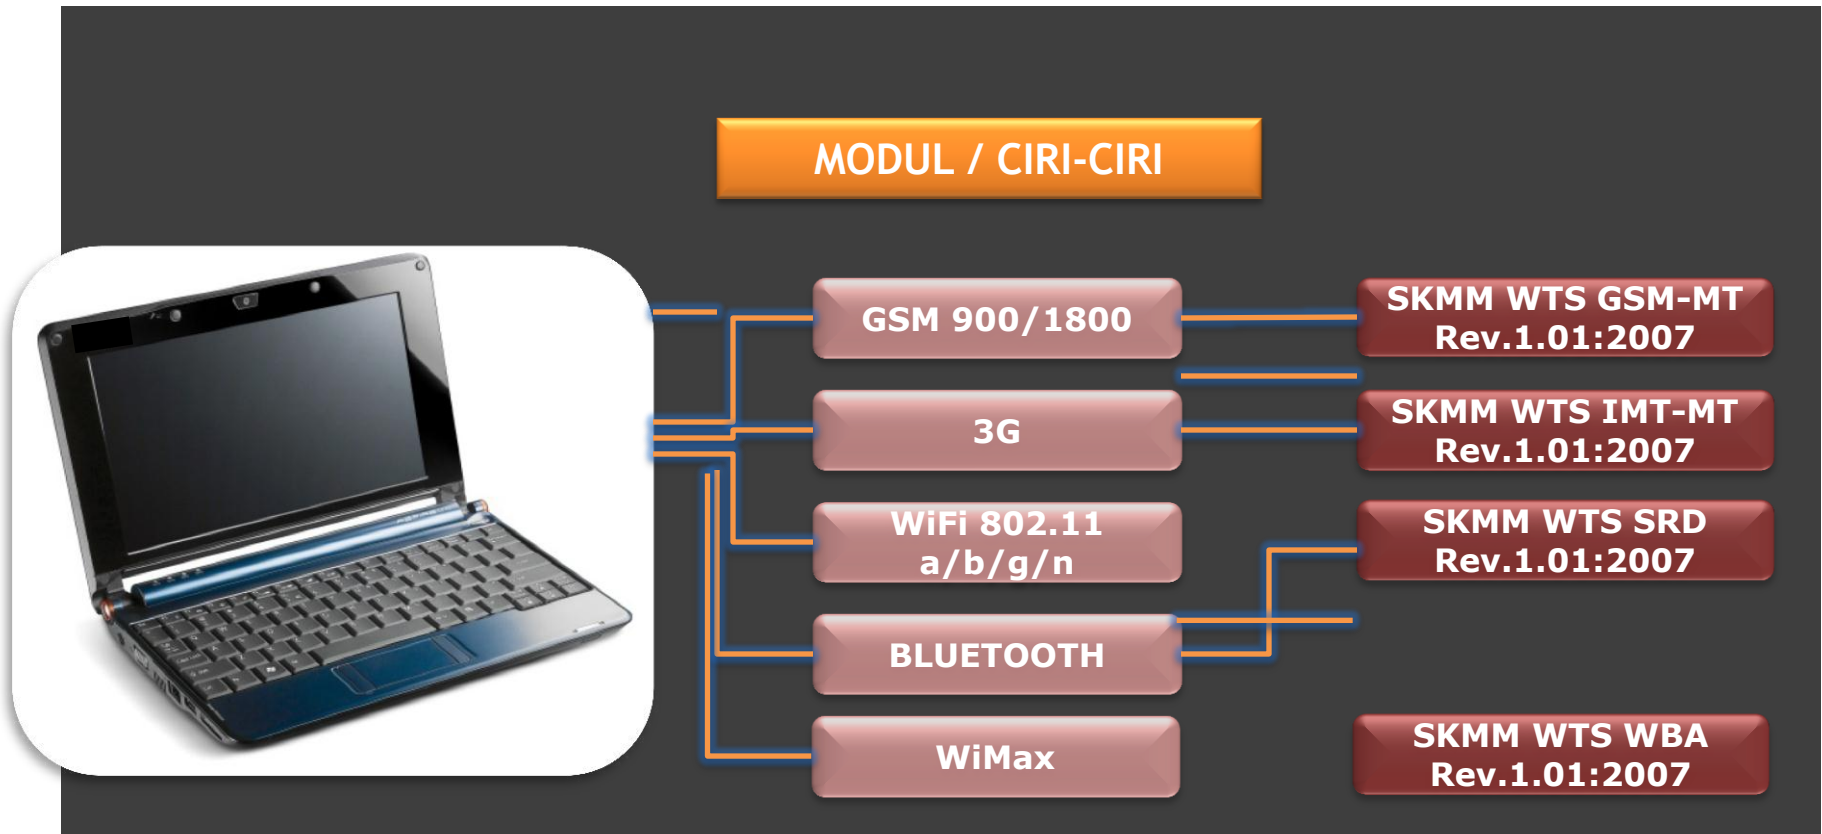 MODUL / CIRI-CIRI
GSM 900/1800
SKMM WTS GSM-MT
Rev.1.01:2007
3G
SKMM WTS IMT-MT
Rev.1.01:2007
WiFi 802.11
a/b/g/n
SKMM WTS SRD
Rev.1.01:2007
BLUETOOTH
WiMax
SKMM WTS WBA
Rev.1.01:2007